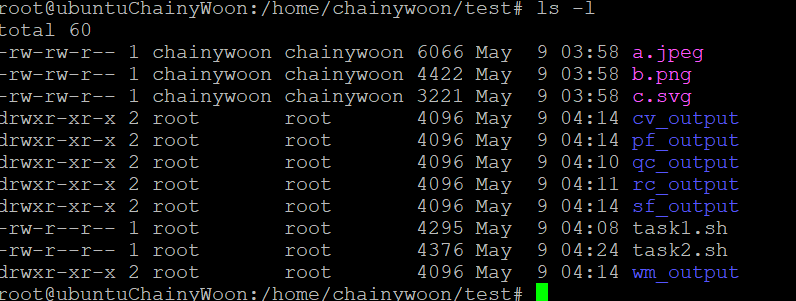 root@ubuntuChainyWoon:/home/chainywoon/test# ls -l
total 60
-rw-rw-r-- 1 chainywoon chainywoon 6066 May  9 03:58 a.jpeg
-rw-rw-r-- 1 chainywoon chainywoon 4422 May  9 03:58 b.png
-rw-rw-r-- 1 chainywoon chainywoon 3221 May  9 03:58 c.svg
drwxr-xr-x 2 root       root       4096 May  9 04:14 cv_output
drwxr-xr-x 2 root       root       4096 May  9 04:14 pf_output
drwxr-xr-x 2 root       root       4096 May  9 04:10 qc_output
drwxr-xr-x 2 root       root       4096 May  9 04:11 rc_output
drwxr-xr-x 2 root       root       4096 May  9 04:14 sf_output
-rw-r--r-- 1 root       root       4295 May  9 04:08 task1.sh
-rw-r--r-- 1 root       root       4376 May  9 04:24 task2.sh
drwxr-xr-x 2 root       root       4096 May  9 04:14 wm_output
root@ubuntuChainyWoon:/home/chainywoon/test#